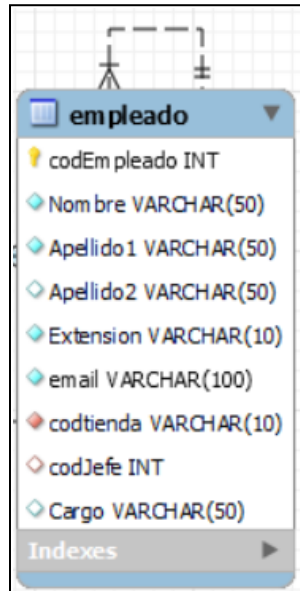 empleado
codEmpleado INT
Nombre VARCHAR(50)
Apellido1 VARCHAR(50)
Apellido2 VARCHAR(50)
Extension VARCHAR(10)
email VARCHAR(100)
codtienda VARCHAR(10)
codJefe INT
Cargo VARCHAR(50)
Indexes